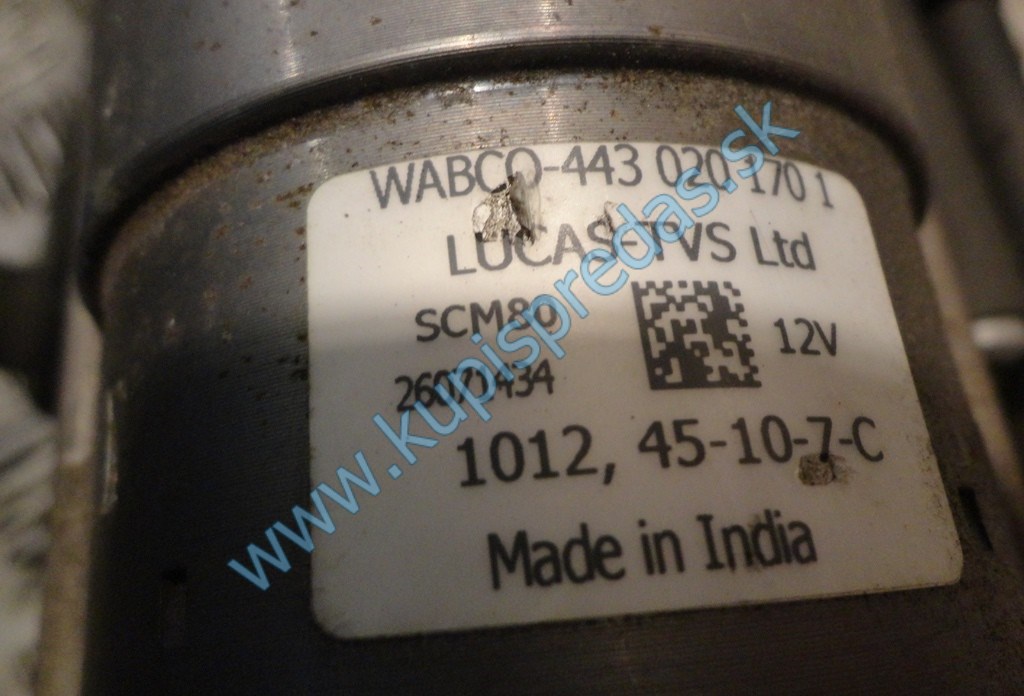 WABCO-443 020 170 1
LUCAS-TVS Ltd
SCM80
12V
26071434
1012, 45-10-7-C
Made in India
www.kupispredas.sk